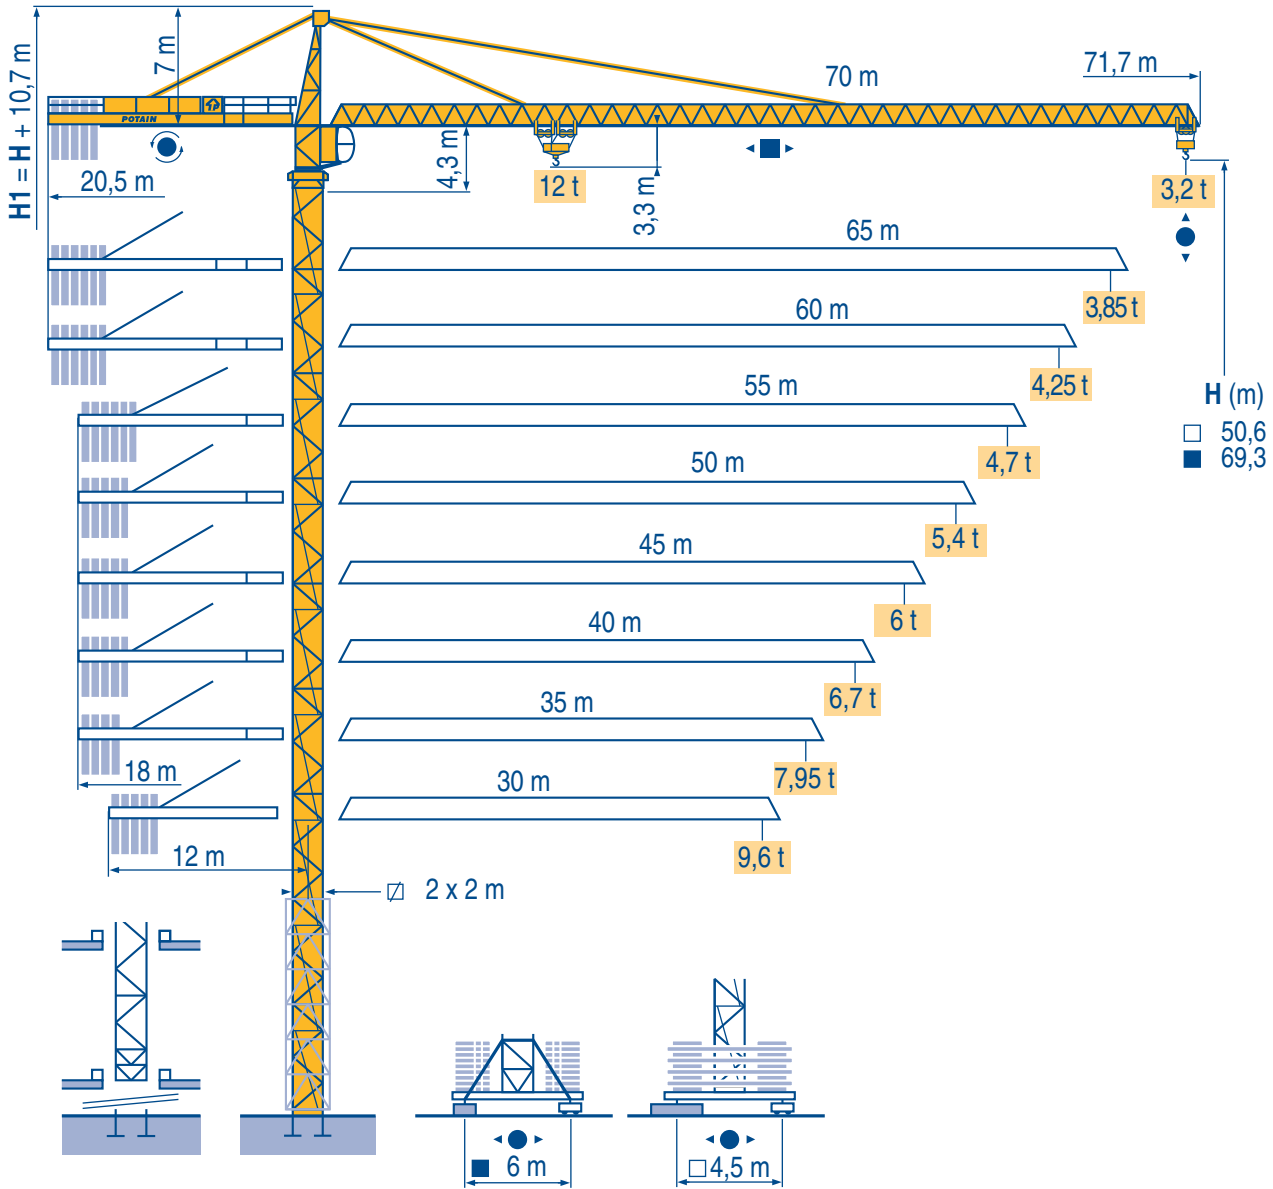 H1 = H + 10,7 m
7 m
70 m
71,7 m
POTAIN
4,3 m
3,3 m
12 t
3,2 t
20,5 m
65 m
3,85 t
60 m
4,25 t
H (m)
□ 50,6
■ 69,3
55 m
4,7 t
50 m
5,4 t
45 m
6 t
40 m
6,7 t
35 m
7,95 t
18 m
30 m
9,6 t
12 m
2 x 2 m
■ 6 m
□ 4,5 m